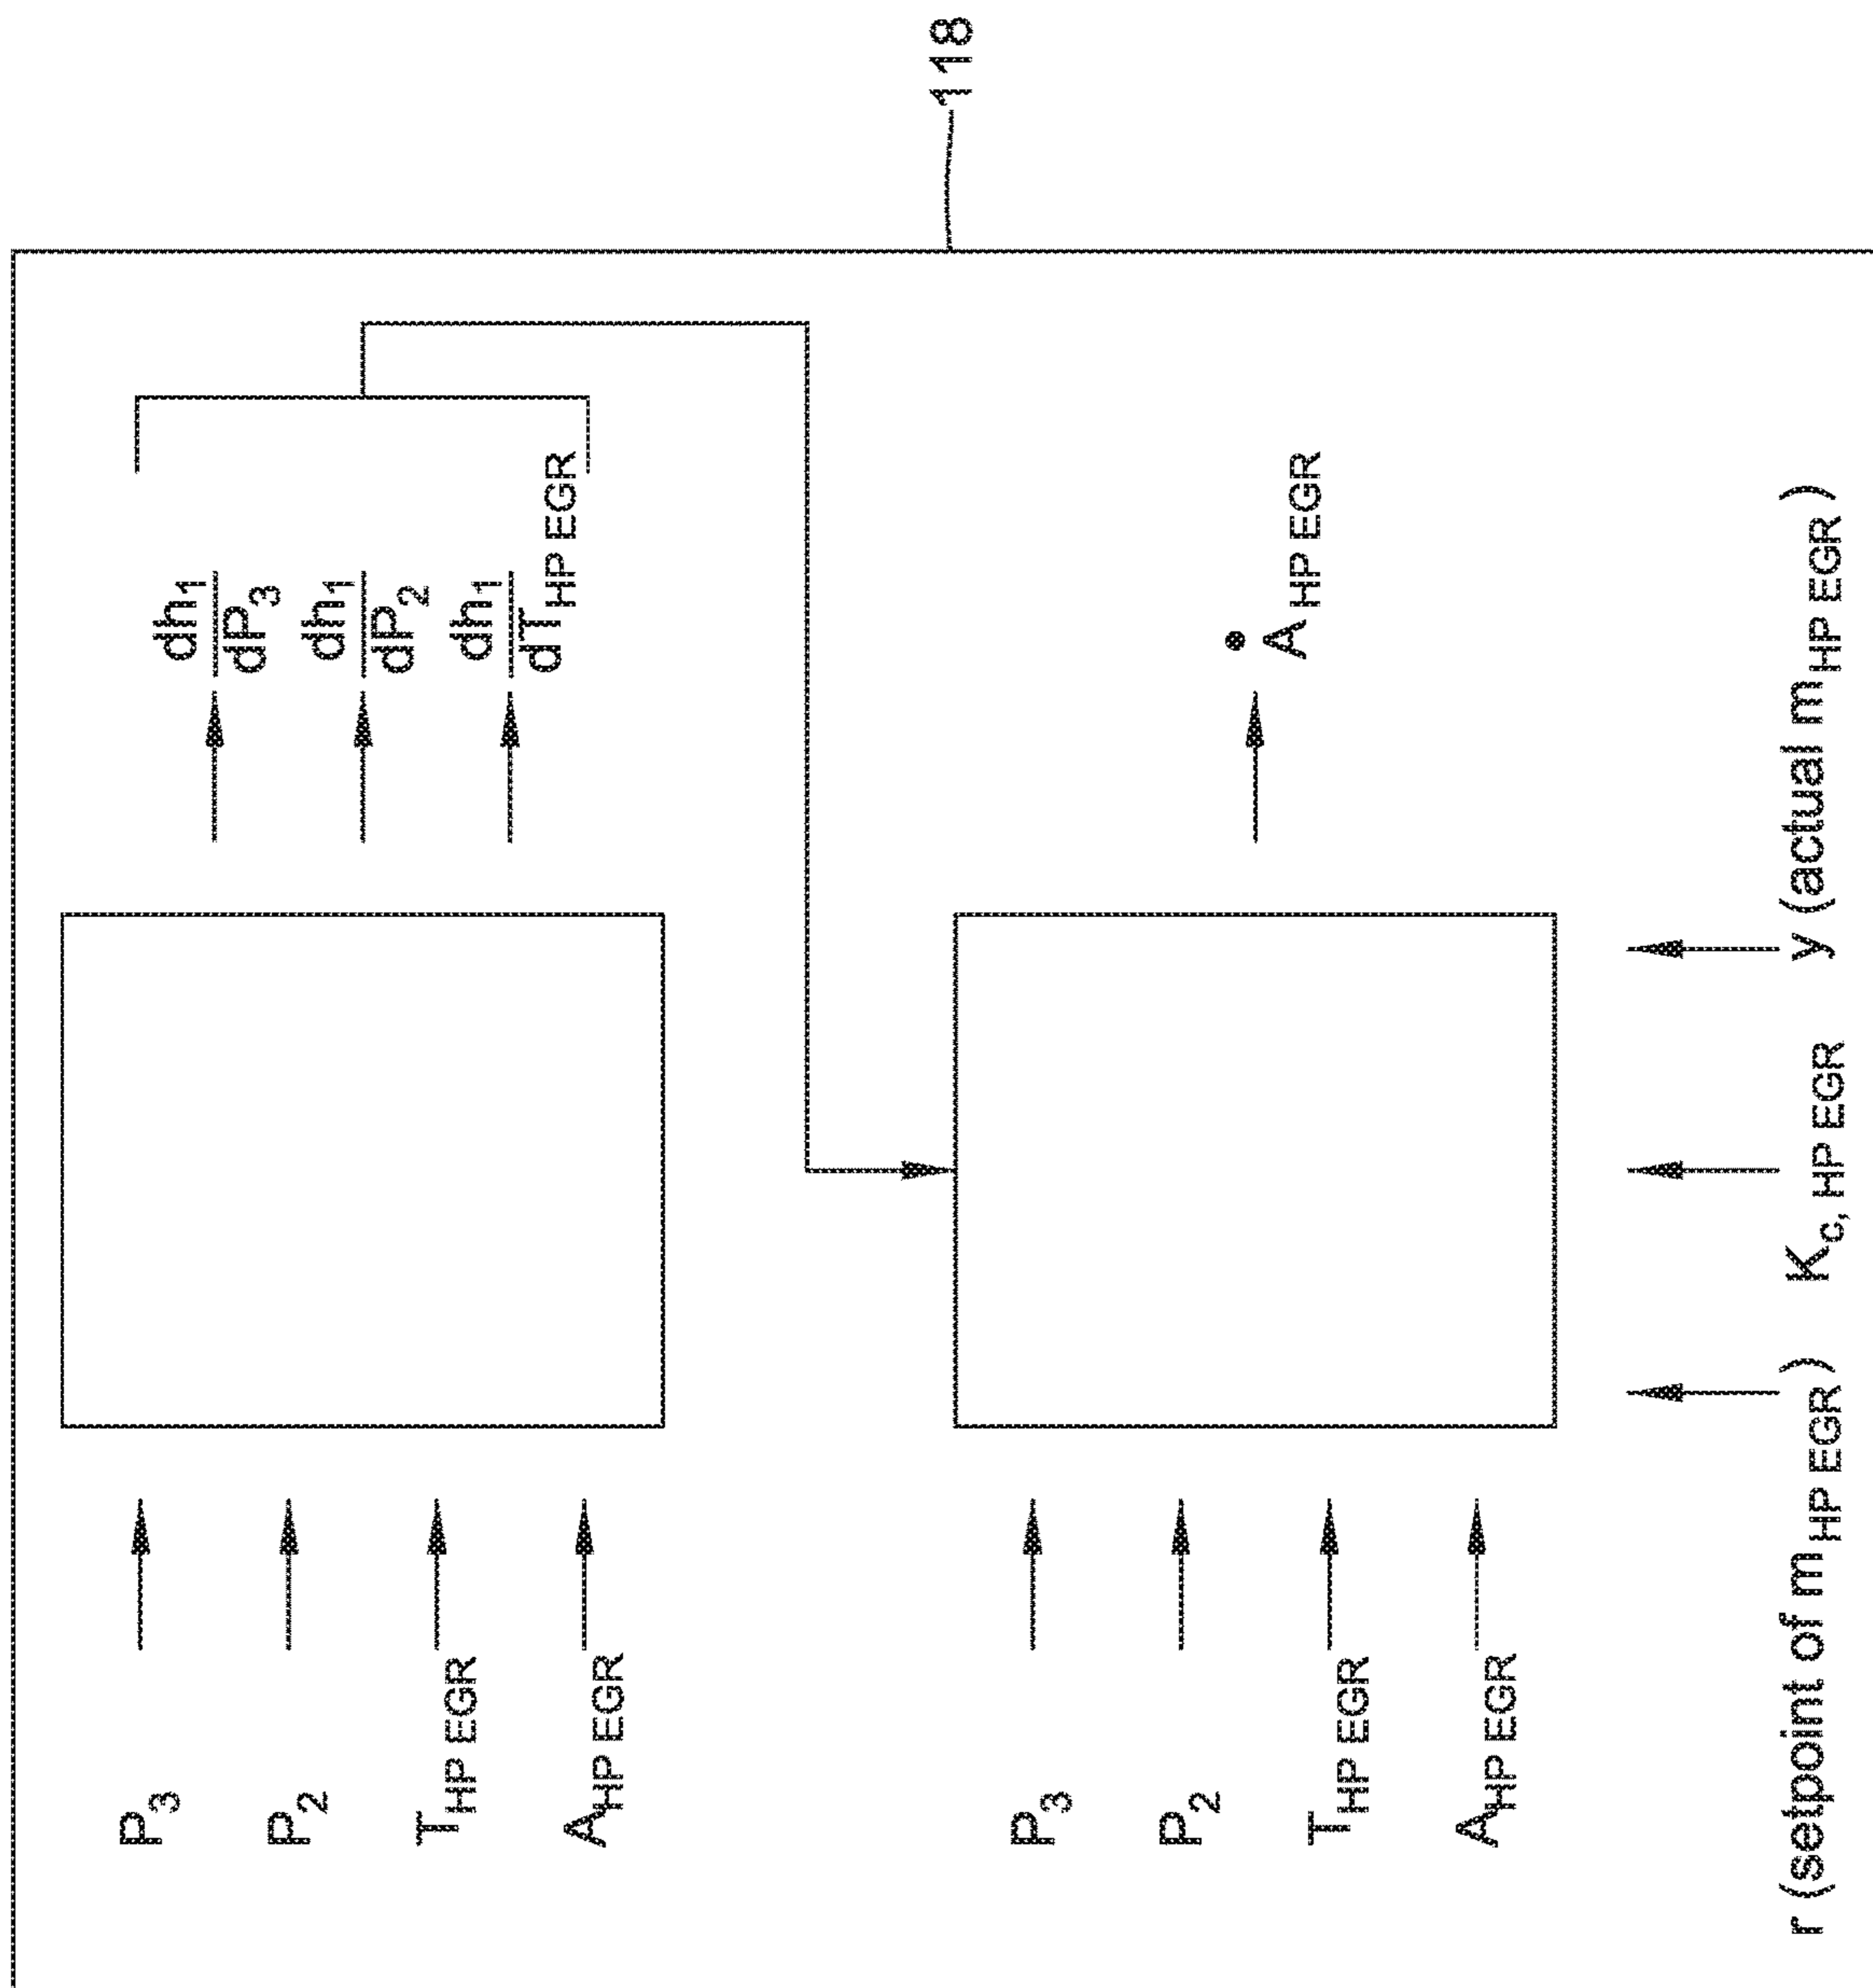 118
P3
P2
THP EGR
AHP EGR
dh1
dP3
dh1
dP2
dh1
dTHP EGR
P3
P2
THP EGR
AHP EGR
ȦHP EGR
r (setpoint of mHP EGR) Kc, HP EGR y (actual mHP EGR)